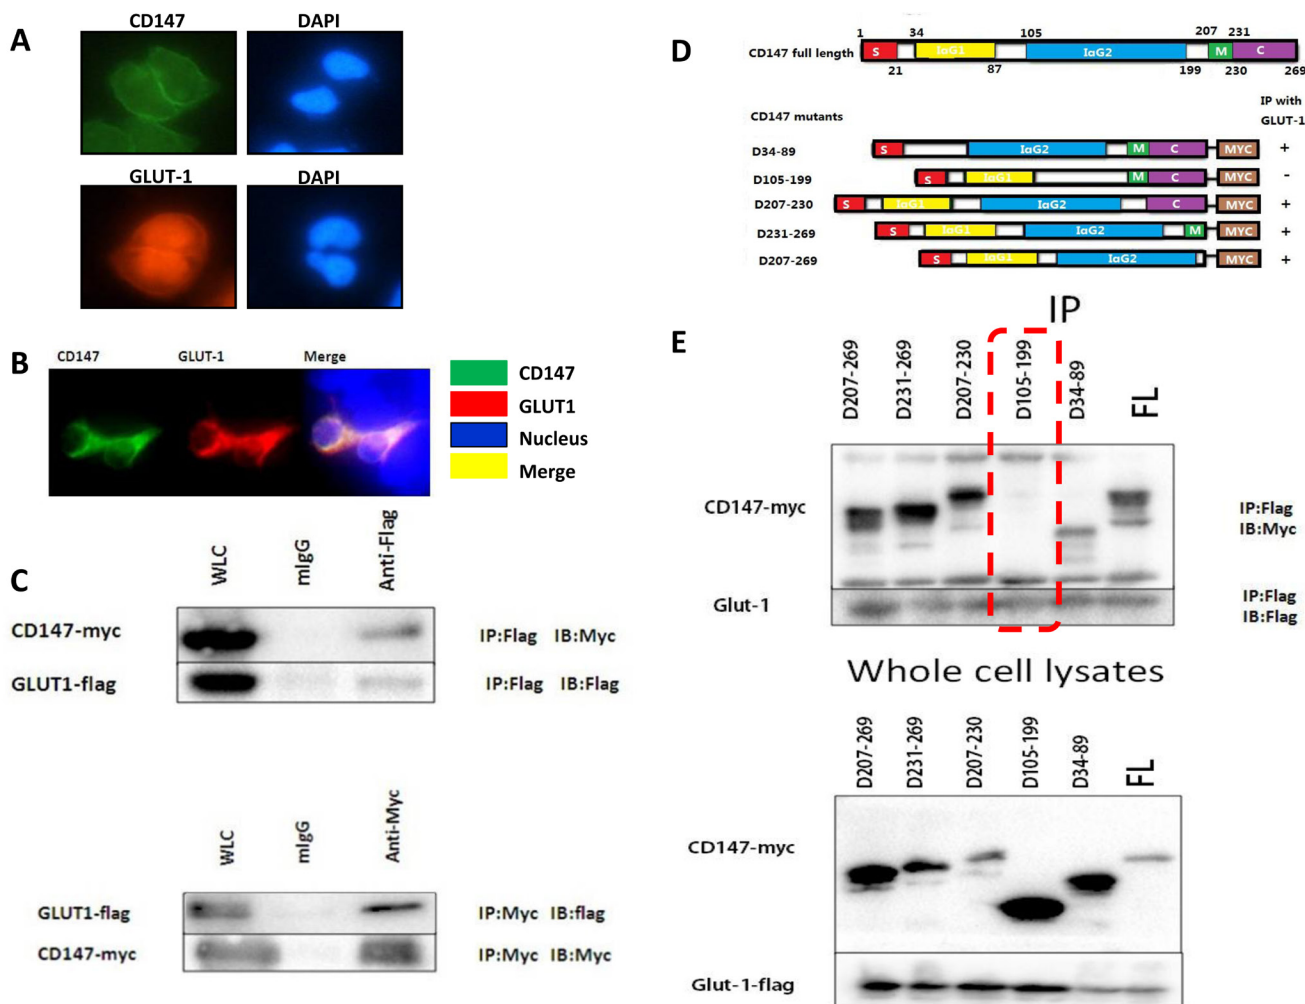 A
CD147 DAPI
GLUT-1 DAPI
B
CD147 GLUT-1 Merge
CD147
GLUT1
Nucleus
Merge
C
WLC mIgG Anti-Flag
CD147-myc IP:Flag IB:Myc
GLUT1-flag IP:Flag IB:Flag
WLC mIgG Anti-Myc
GLUT1-flag IP:Myc IB:flag
CD147-myc IP:Myc IB:Myc
D
1 34 105 207 231
CD147 full length S IgG1 IgG2 M C
21 87 199 230 269
CD147 mutants IP with
GLUT-1
D34-89 S IgG2 M C MYC +
D105-199 S IgG1 M C MYC -
D207-230 S IgG1 IgG2 C MYC +
D231-269 S IgG1 IgG2 M MYC +
D207-269 S IgG1 IgG2 MYC +
E
IP
D207-269 D231-269 D207-230 D105-199 D34-89 FL
CD147-myc IP:Flag
IB:Myc
Glut-1 IP:Flag
IB:Flag
Whole cell lysates
D207-269 D231-269 D207-230 D105-199 D34-89 FL
CD147-myc
Glut-1-flag